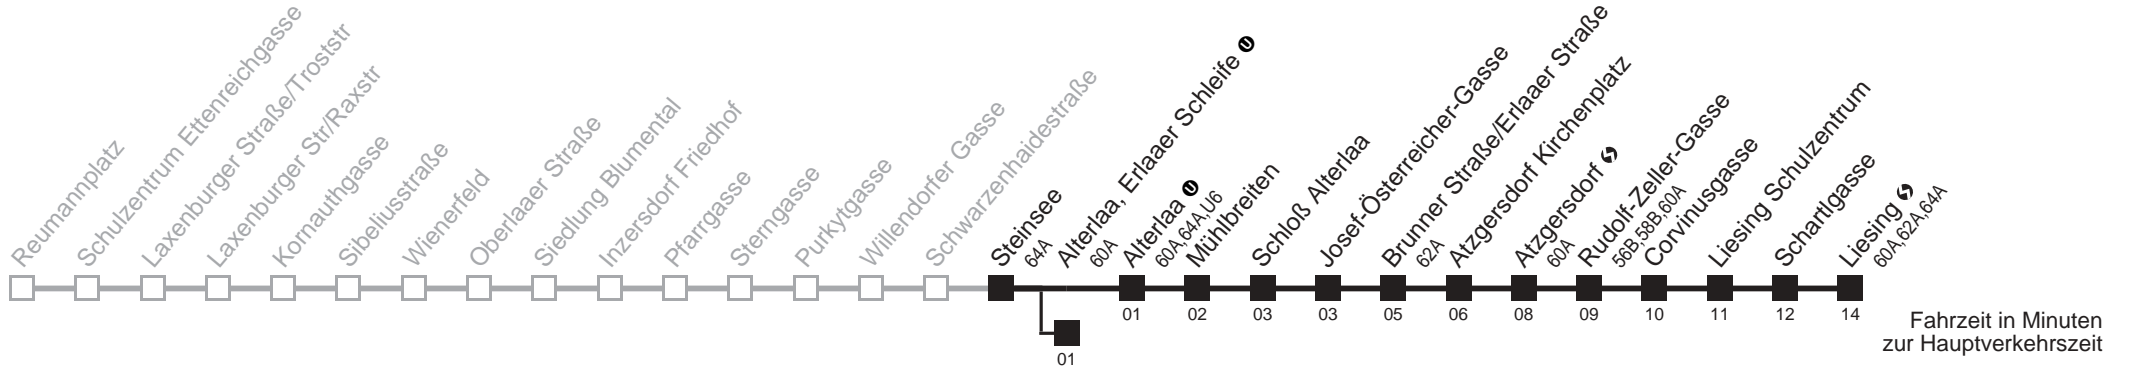 Reumannplatz
Schulzentrum Ettenreichgasse
Laxenburger Straße/Troststr
Laxenburger Str/Raxstr
Kornauthgasse
Sibeliusstraße
Wienerfeld
Oberlaaer Straße
Siedlung Blumental
Inzersdorf Friedhof
Pfarrgasse
Sterngasse
Purkytgasse
Willendorfer Gasse
Schwarzenhaidestraße
Steinsee
64A
Alterlaa, Erlaaer Schleife U
60A
01
Alterlaa U
60A,64A,U6
01
Mühlbreiten
02
Schloß Alterlaa
03
Josef-Österreicher-Gasse
03
Brunner Straße/Erlaaer Straße
62A
05
Atzgersdorf Kirchenplatz
06
Atzgersdorf S
60A
08
Rudolf-Zeller-Gasse
56B,58B,60A
09
Corvinusgasse
10
Liesing Schulzentrum
11
Schartlgasse
12
Liesing S
60A,62A,64A
14
Fahrzeit in Minuten
zur Hauptverkehrszeit